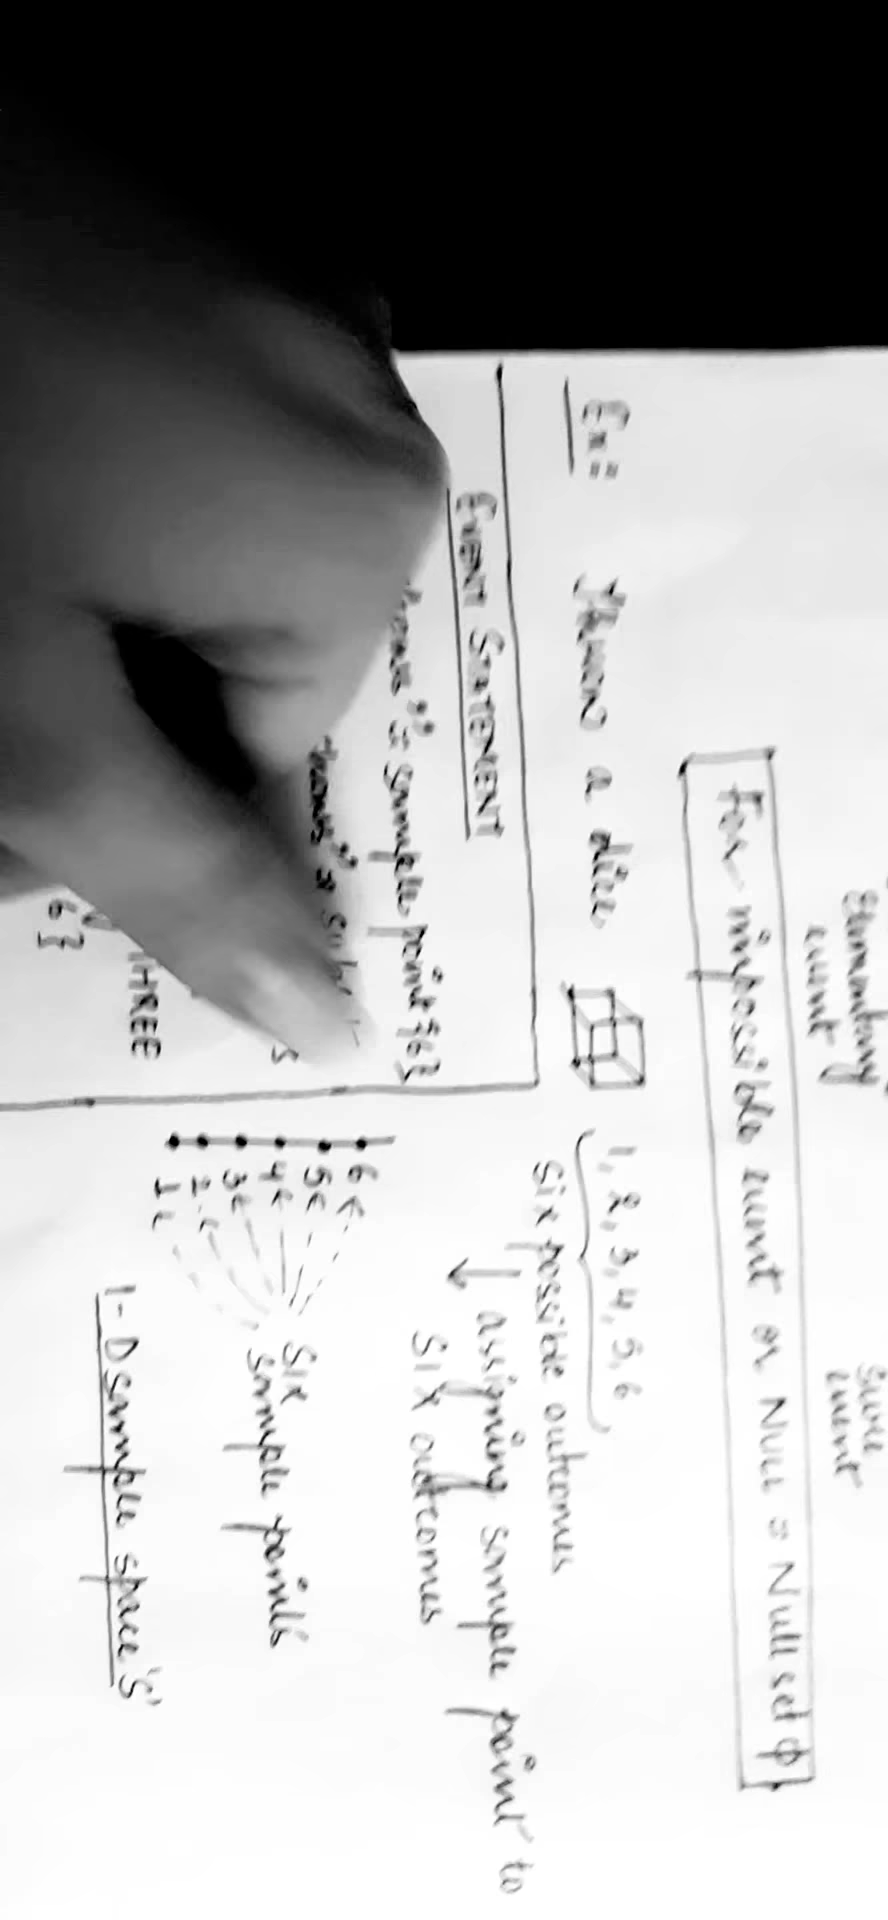 Elementary
event
Sure
event
For impossible event or Null = Null set ϕ}
Ex:- Thrown a dice 1, 2, 3, 4, 5, 6
six possible outcomes
↓ assigning sample point to
six outcomes
EVENT STATEMENT
= sample point {6}
THREE
6}
6 ←
5 ←
4 ←
3 ←
2 ←
1 ←
Six
sample points
1-D sample space 'S'